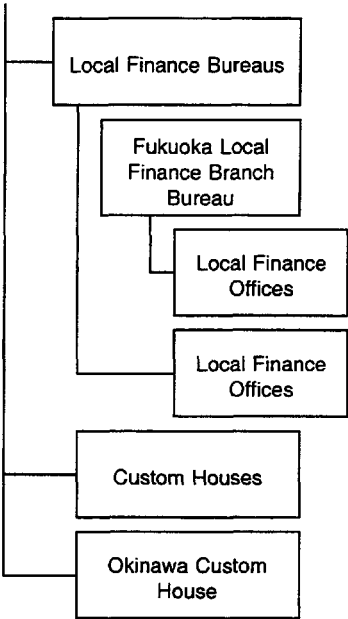 Local Finance Bureaus
Fukuoka Local
Finance Branch
Bureau
Local Finance
Offices
Local Finance
Offices
Custom Houses
Okinawa Custom
House